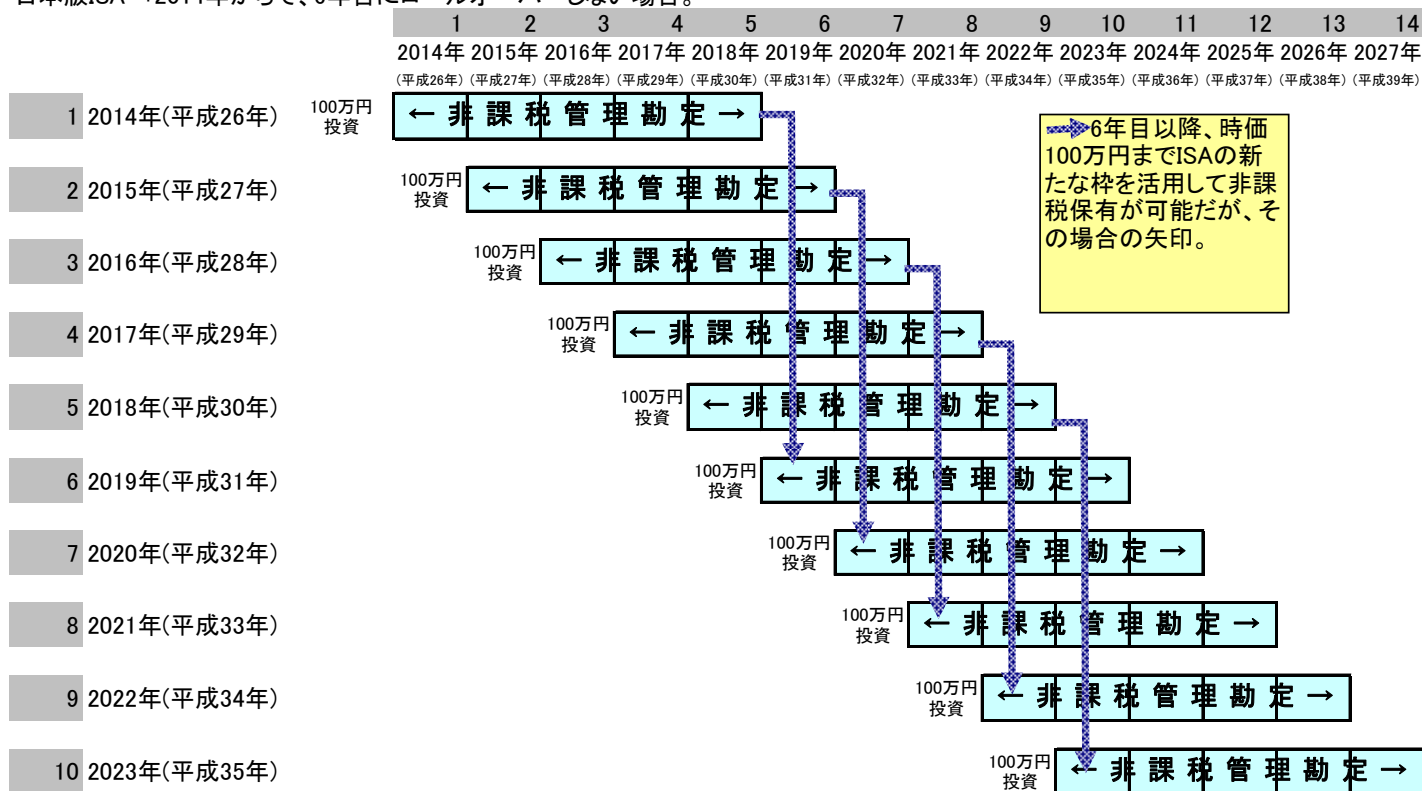 1 2 3 4 5 6 7 8 9 10 11 12 13 14
2014年 2015年 2016年 2017年 2018年 2019年 2020年 2021年 2022年 2023年 2024年 2025年 2026年 2027年
(平成26年) (平成27年) (平成28年) (平成29年) (平成30年) (平成31年) (平成32年) (平成33年) (平成34年) (平成35年) (平成36年) (平成37年) (平成38年) (平成39年)
1 2014年(平成26年) 100万円
投資
← 非課税管理勘定 →
➡6年目以降、時価
100万円までISAの新
たな枠を活用して非課
税保有が可能だが、そ
の場合の矢印。
2 2015年(平成27年) 100万円
投資
← 非課税管理勘定 →
3 2016年(平成28年) 100万円
投資
← 非課税管理勘定 →
4 2017年(平成29年) 100万円
投資
← 非課税管理勘定 →
5 2018年(平成30年) 100万円
投資
← 非課税管理勘定 →
6 2019年(平成31年) 100万円
投資
← 非課税管理勘定 →
7 2020年(平成32年) 100万円
投資
← 非課税管理勘定 →
8 2021年(平成33年) 100万円
投資
← 非課税管理勘定 →
9 2022年(平成34年) 100万円
投資
← 非課税管理勘定 →
10 2023年(平成35年) 100万円
投資
← 非課税管理勘定 →